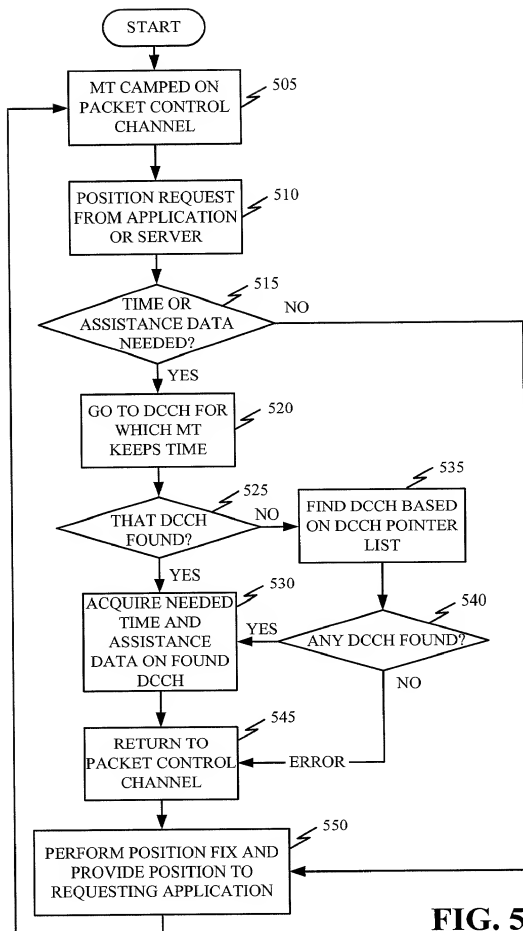 START
MT CAMPED ON
PACKET CONTROL
CHANNEL
505
POSITION REQUEST
FROM APPLICATION
OR SERVER
510
TIME OR
ASSISTANCE DATA
NEEDED?
515
NO
YES
GO TO DCCH FOR
WHICH MT
KEEPS TIME
520
THAT DCCH
FOUND?
525
NO
FIND DCCH BASED
ON DCCH POINTER
LIST
535
YES
ACQUIRE NEEDED
TIME AND
ASSISTANCE
DATA ON FOUND
DCCH
530
YES
ANY DCCH FOUND?
540
NO
ERROR
RETURN TO
PACKET CONTROL
CHANNEL
545
PERFORM POSITION FIX AND
PROVIDE POSITION TO
REQUESTING APPLICATION
550
FIG. 5